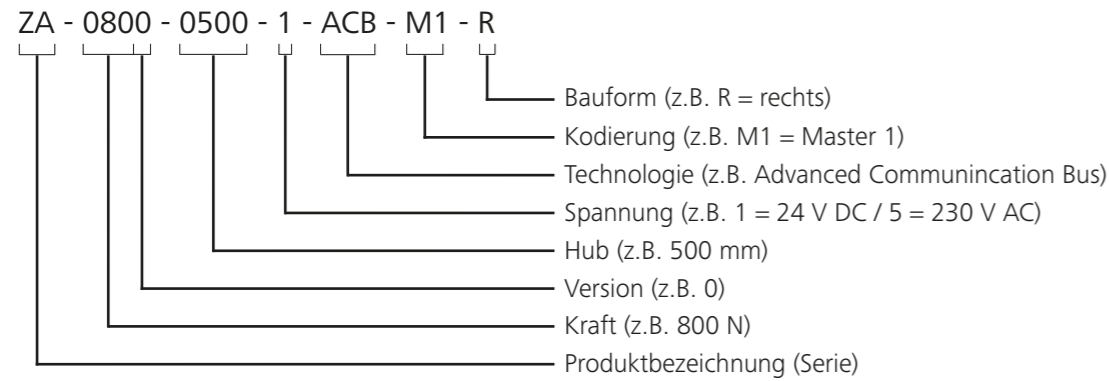 ZA - 0800 - 0500 - 1 - ACB - M1 - R
Bauform (z.B. R = rechts)
Kodierung (z.B. M1 = Master 1)
Technologie (z.B. Advanced Communincation Bus)
Spannung (z.B. 1 = 24 V DC / 5 = 230 V AC)
Hub (z.B. 500 mm)
Version (z.B. 0)
Kraft (z.B. 800 N)
Produktbezeichnung (Serie)